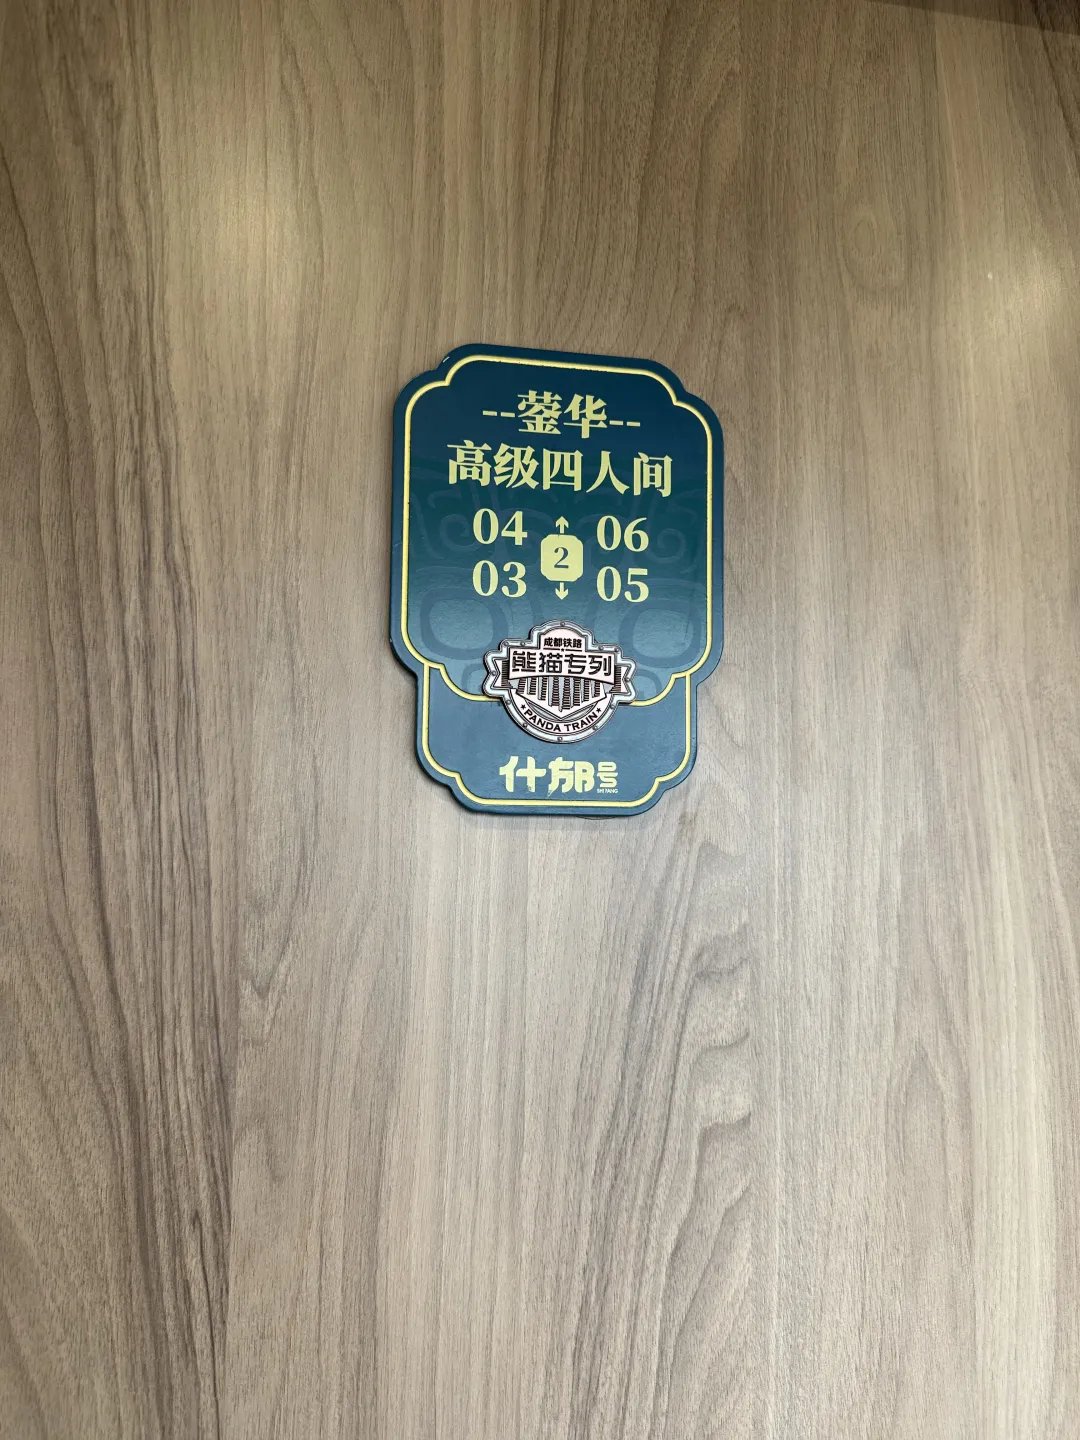 --蓥华--
高级四人间
04 ↑ 06
2
03 ↓ 05
成都铁路
熊猫专列
★PANDA TRAIN★
什邡号
SHI FANG